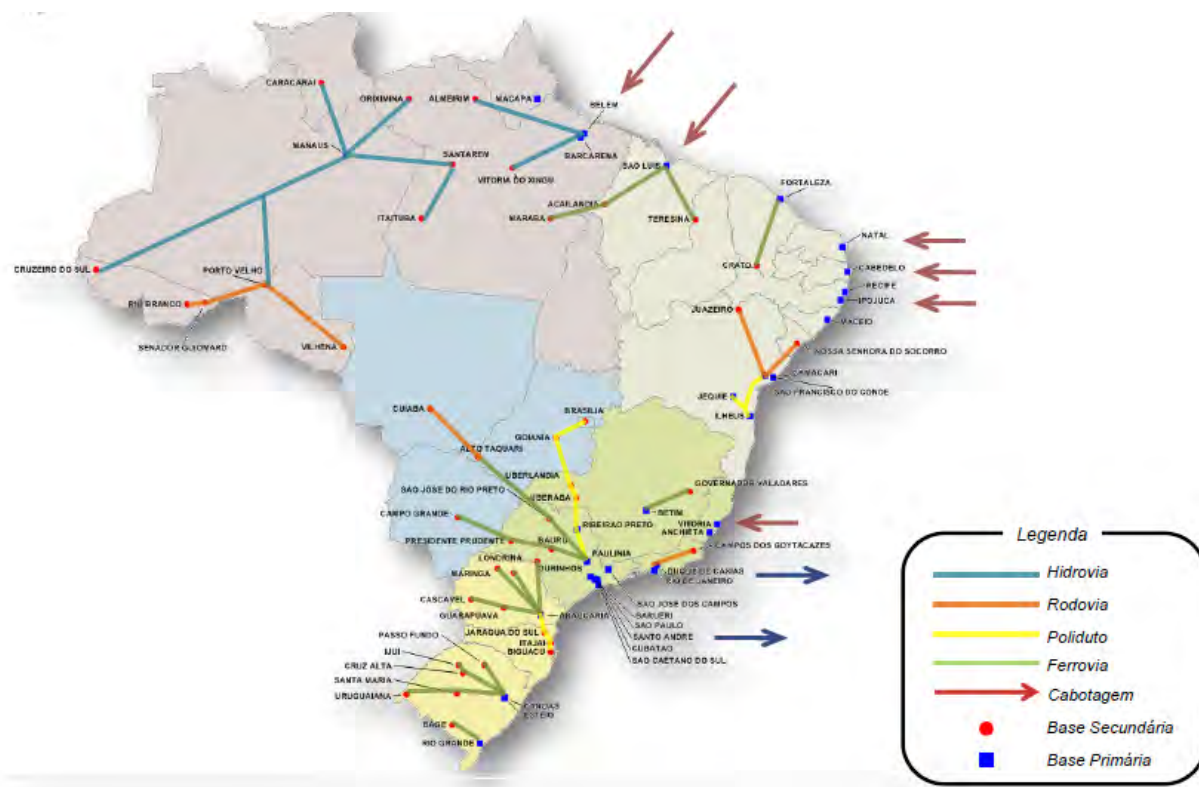 CARACARAI
ORIXIMINA
ALMEIRIM
MACAPA
BELEM
MANAUS
SANTAREM
BARCARENA
VITORIA DO XINGU
SAO LUIS
ACAILANDIA
FORTALEZA
ITAITUBA
MARABA
TERESINA
NATAL
CRUZEIRO DO SUL
PORTO VELHO
CRATO
CABEDELO
RECIFE
IPOJUCA
RIO BRANCO
JUAZEIRO
MACEIO
SENADOR GUIOMARD
VILHENA
NOSSA SENHORA DO SOCORRO
CAMACARI
SAO FRANCISCO DO CONDE
JEQUIE
ILHEUS
CUIABA
BRASILIA
GOIANIA
ALTO TAQUARI
UBERLANDIA
SAO JOSE DO RIO PRETO
UBERABA
GOVERNADOR VALADARES
BETIM
CAMPO GRANDE
RIBEIRAO PRETO
VITORIA
ANCHIETA
PRESIDENTE PRUDENTE
BAURU
PAULINIA
CAMPOS DOS GOYTACAZES
LONDRINA
OURINHOS
DUQUE DE CAXIAS
RIO DE JANEIRO
MARINGA
CASCAVEL
SAO JOSE DOS CAMPOS
GUARAPUAVA
ARAUCARIA
BARUERI
SAO PAULO
PASSO FUNDO
JARAGUA DO SUL
SANTO ANDRE
ITAJAI
CUBATAO
IJUI
BIGUACU
SAO CAETANO DO SUL
CRUZ ALTA
SANTA MARIA
URUGUAIANA
CANOAS
ESTEIO
BAGE
RIO GRANDE
Legenda
Hidrovia
Rodovia
Poliduto
Ferrovia
Cabotagem
Base Secundária
Base Primária